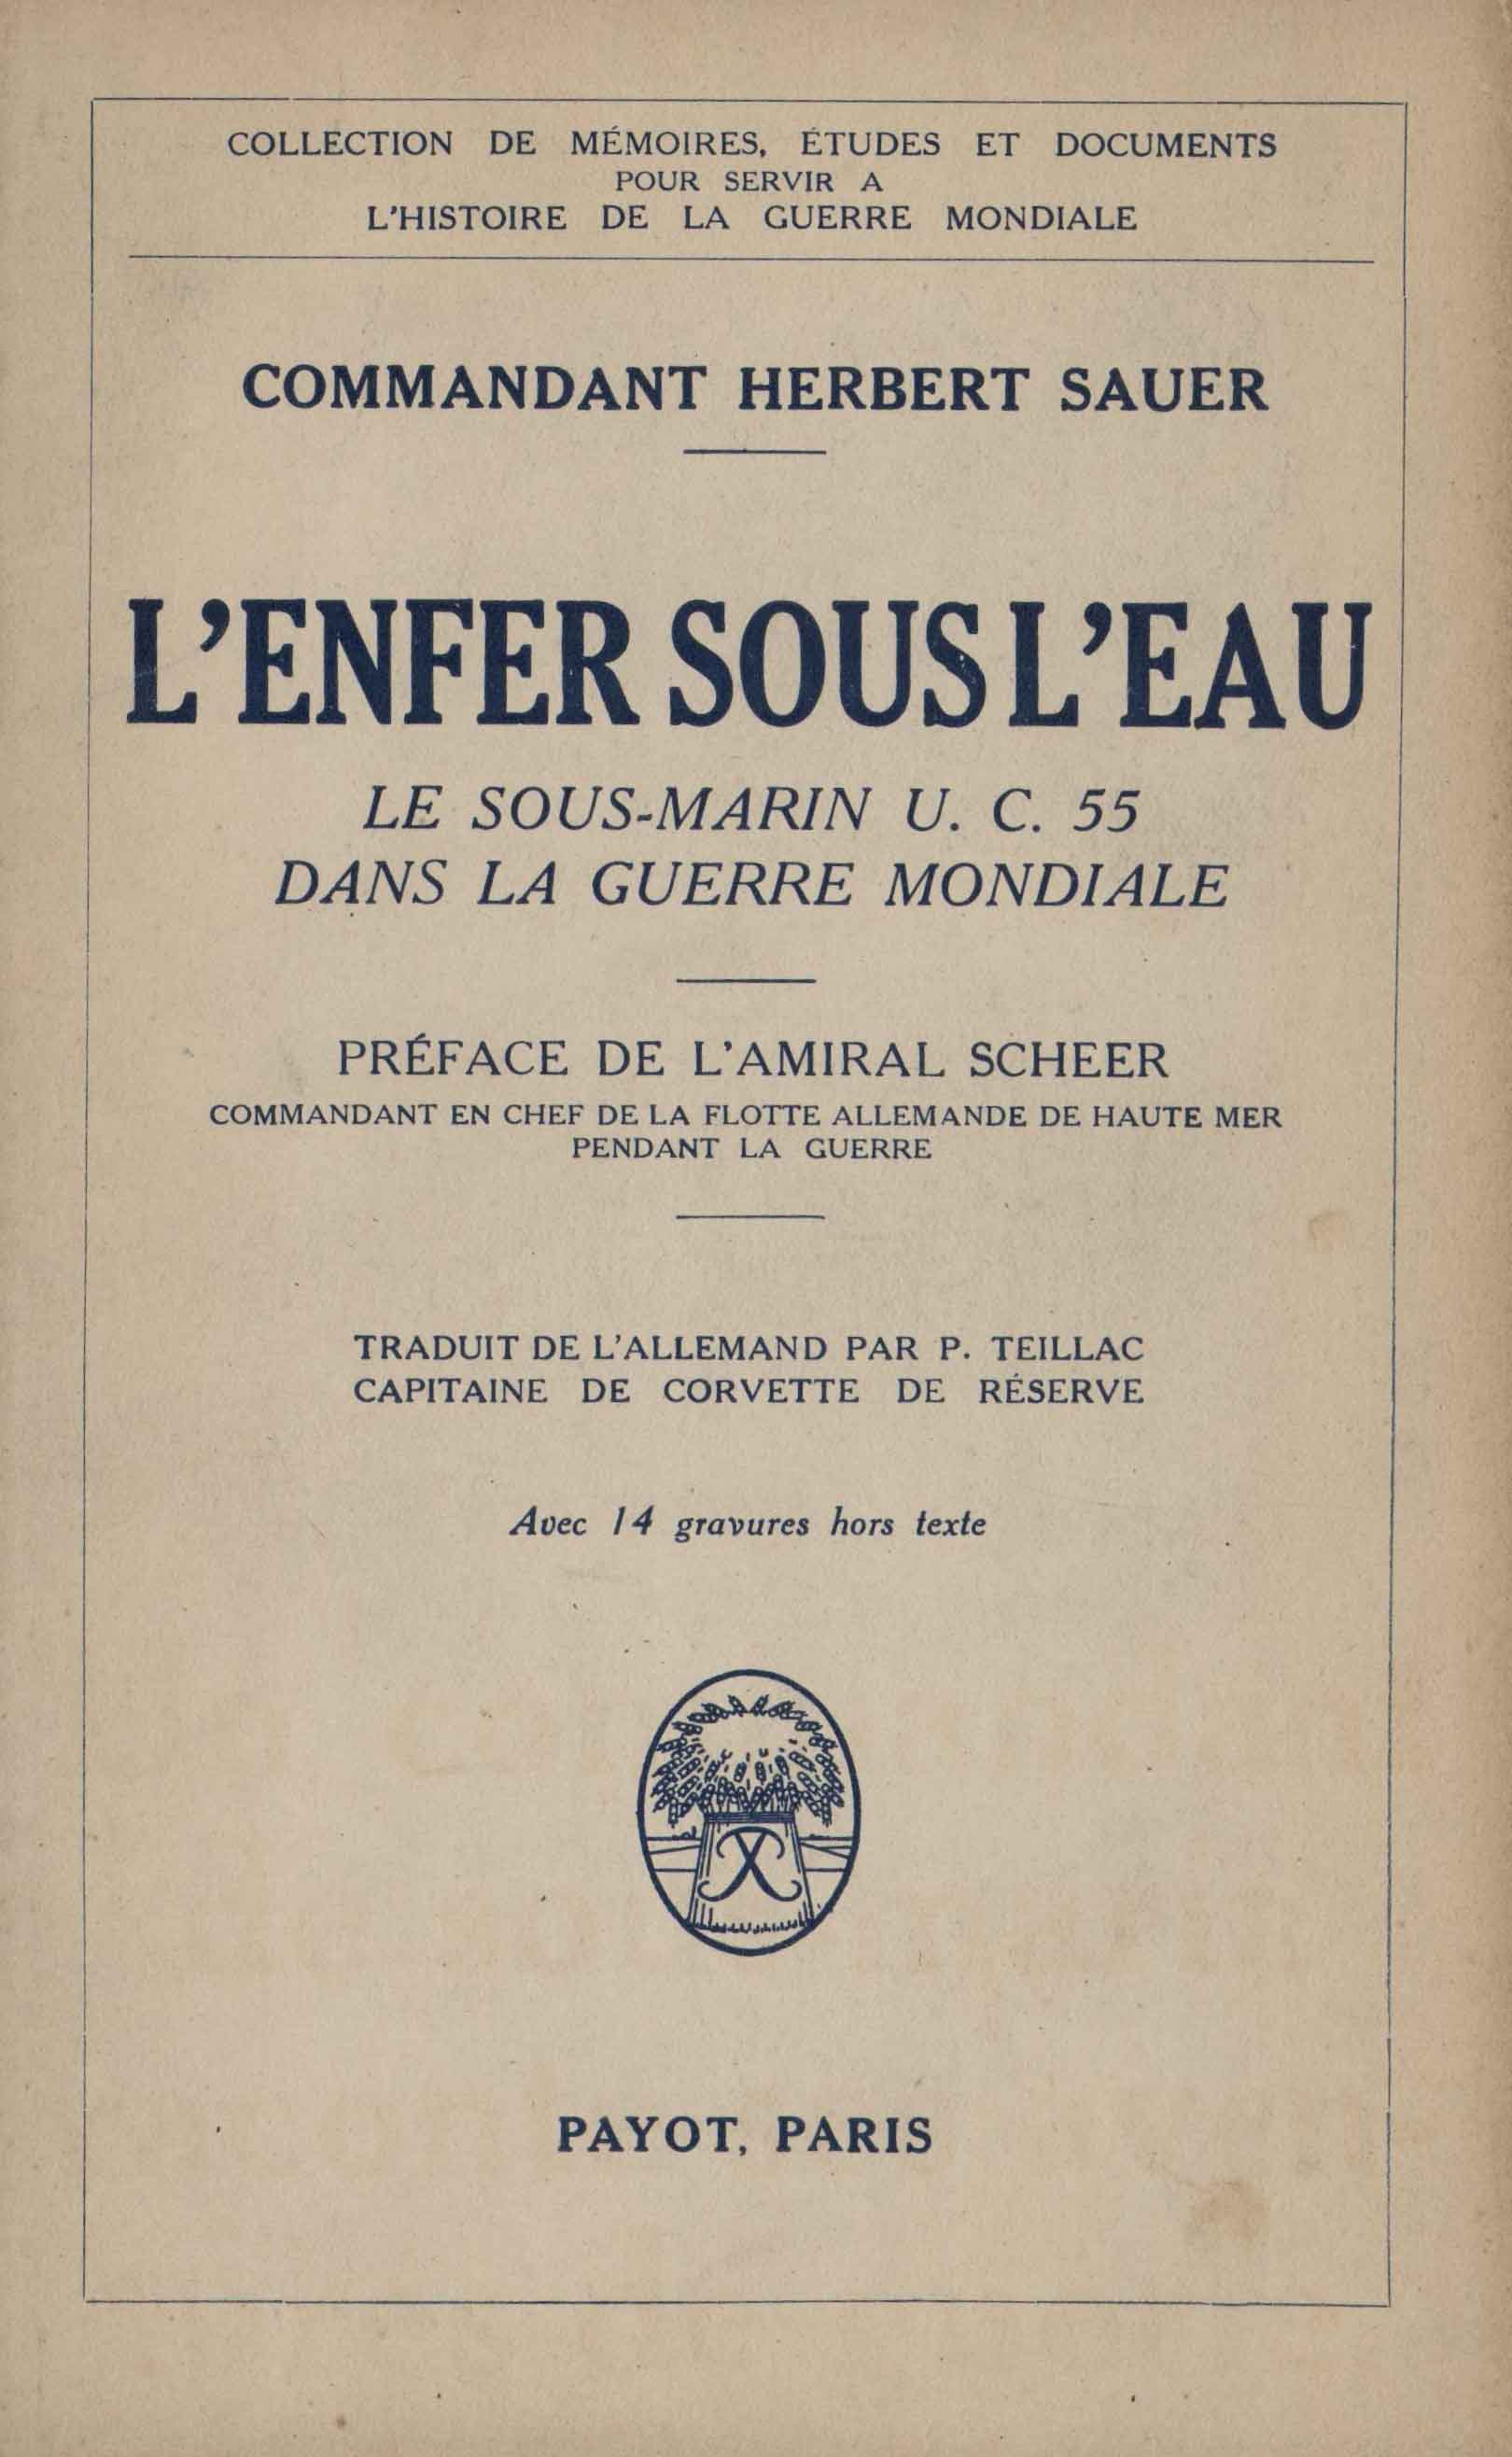 COLLECTION DE MÉMOIRES, ÉTUDES ET DOCUMENTS
POUR SERVIR A
L'HISTOIRE DE LA GUERRE MONDIALE
COMMANDANT HERBERT SAUER
L'ENFER SOUS L'EAU
LE SOUS-MARIN U. C. 55
DANS LA GUERRE MONDIALE
PRÉFACE DE L'AMIRAL SCHEER
COMMANDANT EN CHEF DE LA FLOTTE ALLEMANDE DE HAUTE MER
PENDANT LA GUERRE
TRADUIT DE L'ALLEMAND PAR P. TEILLAC
CAPITAINE DE CORVETTE DE RÉSERVE
Avec 14 gravures hors texte
PAYOT, PARIS